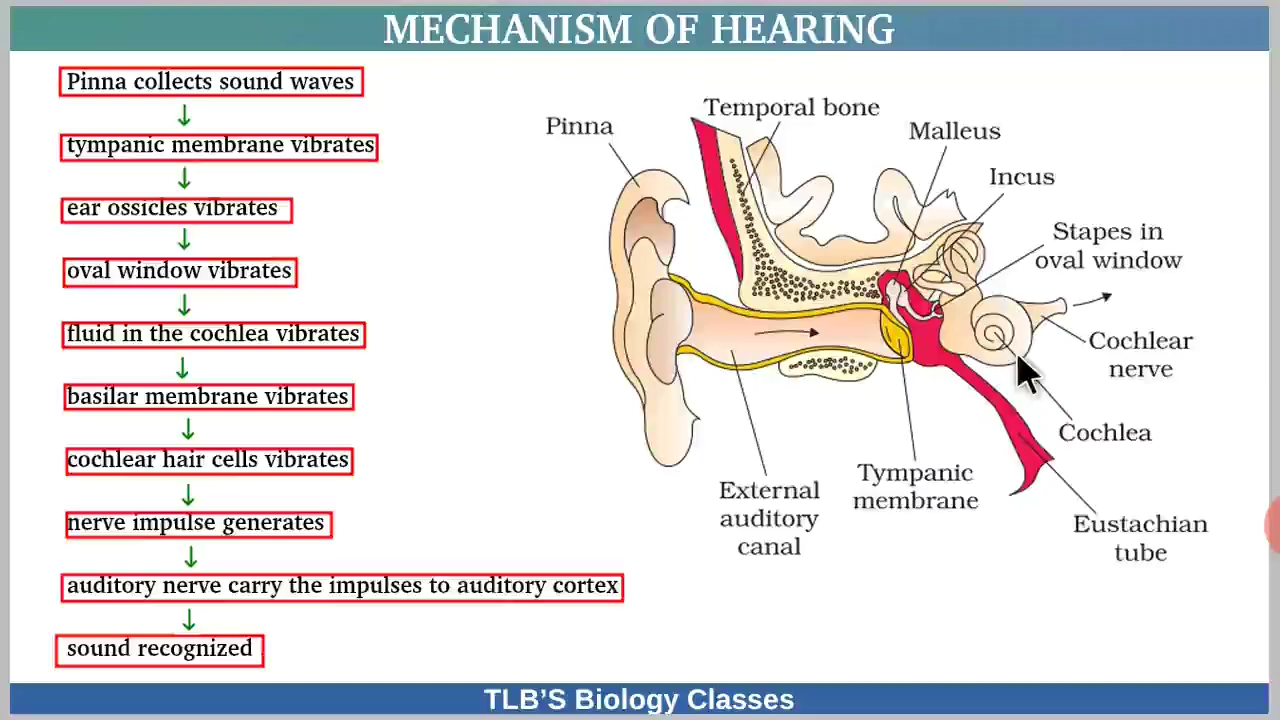 MECHANISM OF HEARING
Pinna collects sound waves
↓
tympanic membrane vibrates
↓
ear ossicles vibrates
↓
oval window vibrates
↓
fluid in the cochlea vibrates
↓
basilar membrane vibrates
↓
cochlear hair cells vibrates
↓
nerve impulse generates
↓
auditory nerve carry the impulses to auditory cortex
↓
sound recognized
Pinna
Temporal bone
Malleus
Incus
Stapes in
oval window
Cochlear
nerve
Cochlea
Eustachian
tube
Tympanic
membrane
External
auditory
canal
TLB'S Biology Classes